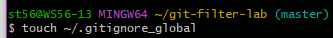 st56@WS56-13 MINGW64 ~/git-filter-lab (master)
$ touch ~/.gitignore_global